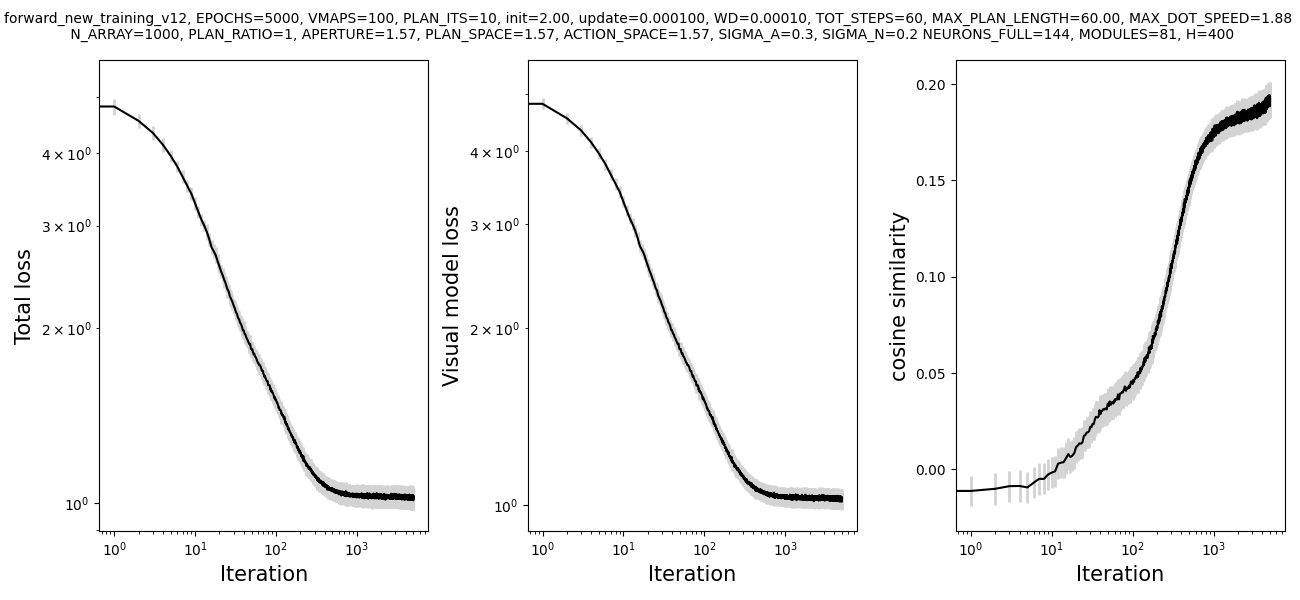 forward_new_training_v12, EPOCHS=5000, VMAPS=100, PLAN_ITS=10, init=2.00, update=0.000100, WD=0.00010, TOT_STEPS=60, MAX_PLAN_LENGTH=60.00, MAX_DOT_SPEED=1.88
N_ARRAY=1000, PLAN_RATIO=1, APERTURE=1.57, PLAN_SPACE=1.57, ACTION_SPACE=1.57, SIGMA_A=0.3, SIGMA_N=0.2 NEURONS_FULL=144, MODULES=81, H=400
Total loss
4 × 10⁰
3 × 10⁰
2 × 10⁰
10⁰
10⁰ 10¹ 10² 10³
Iteration
Visual model loss
4 × 10⁰
3 × 10⁰
2 × 10⁰
10⁰
10⁰ 10¹ 10² 10³
Iteration
cosine similarity
0.20
0.15
0.10
0.05
0.00
10⁰ 10¹ 10² 10³
Iteration